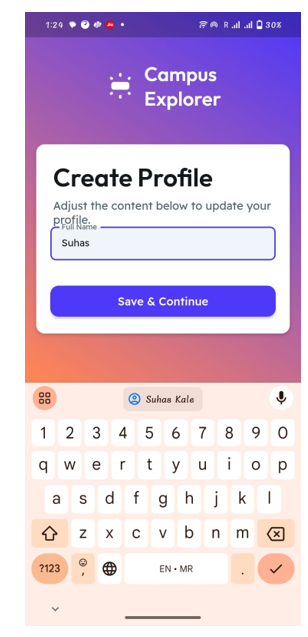 1:24 R 30%
Campus
Explorer
Create Profile
Adjust the content below to update your
profile.
Full Name
Suhas
Save & Continue
Suhas Kale
1 2 3 4 5 6 7 8 9 0
q w e r t y u i o p
a s d f g h j k l
z x c v b n m
?123 , EN • MR .